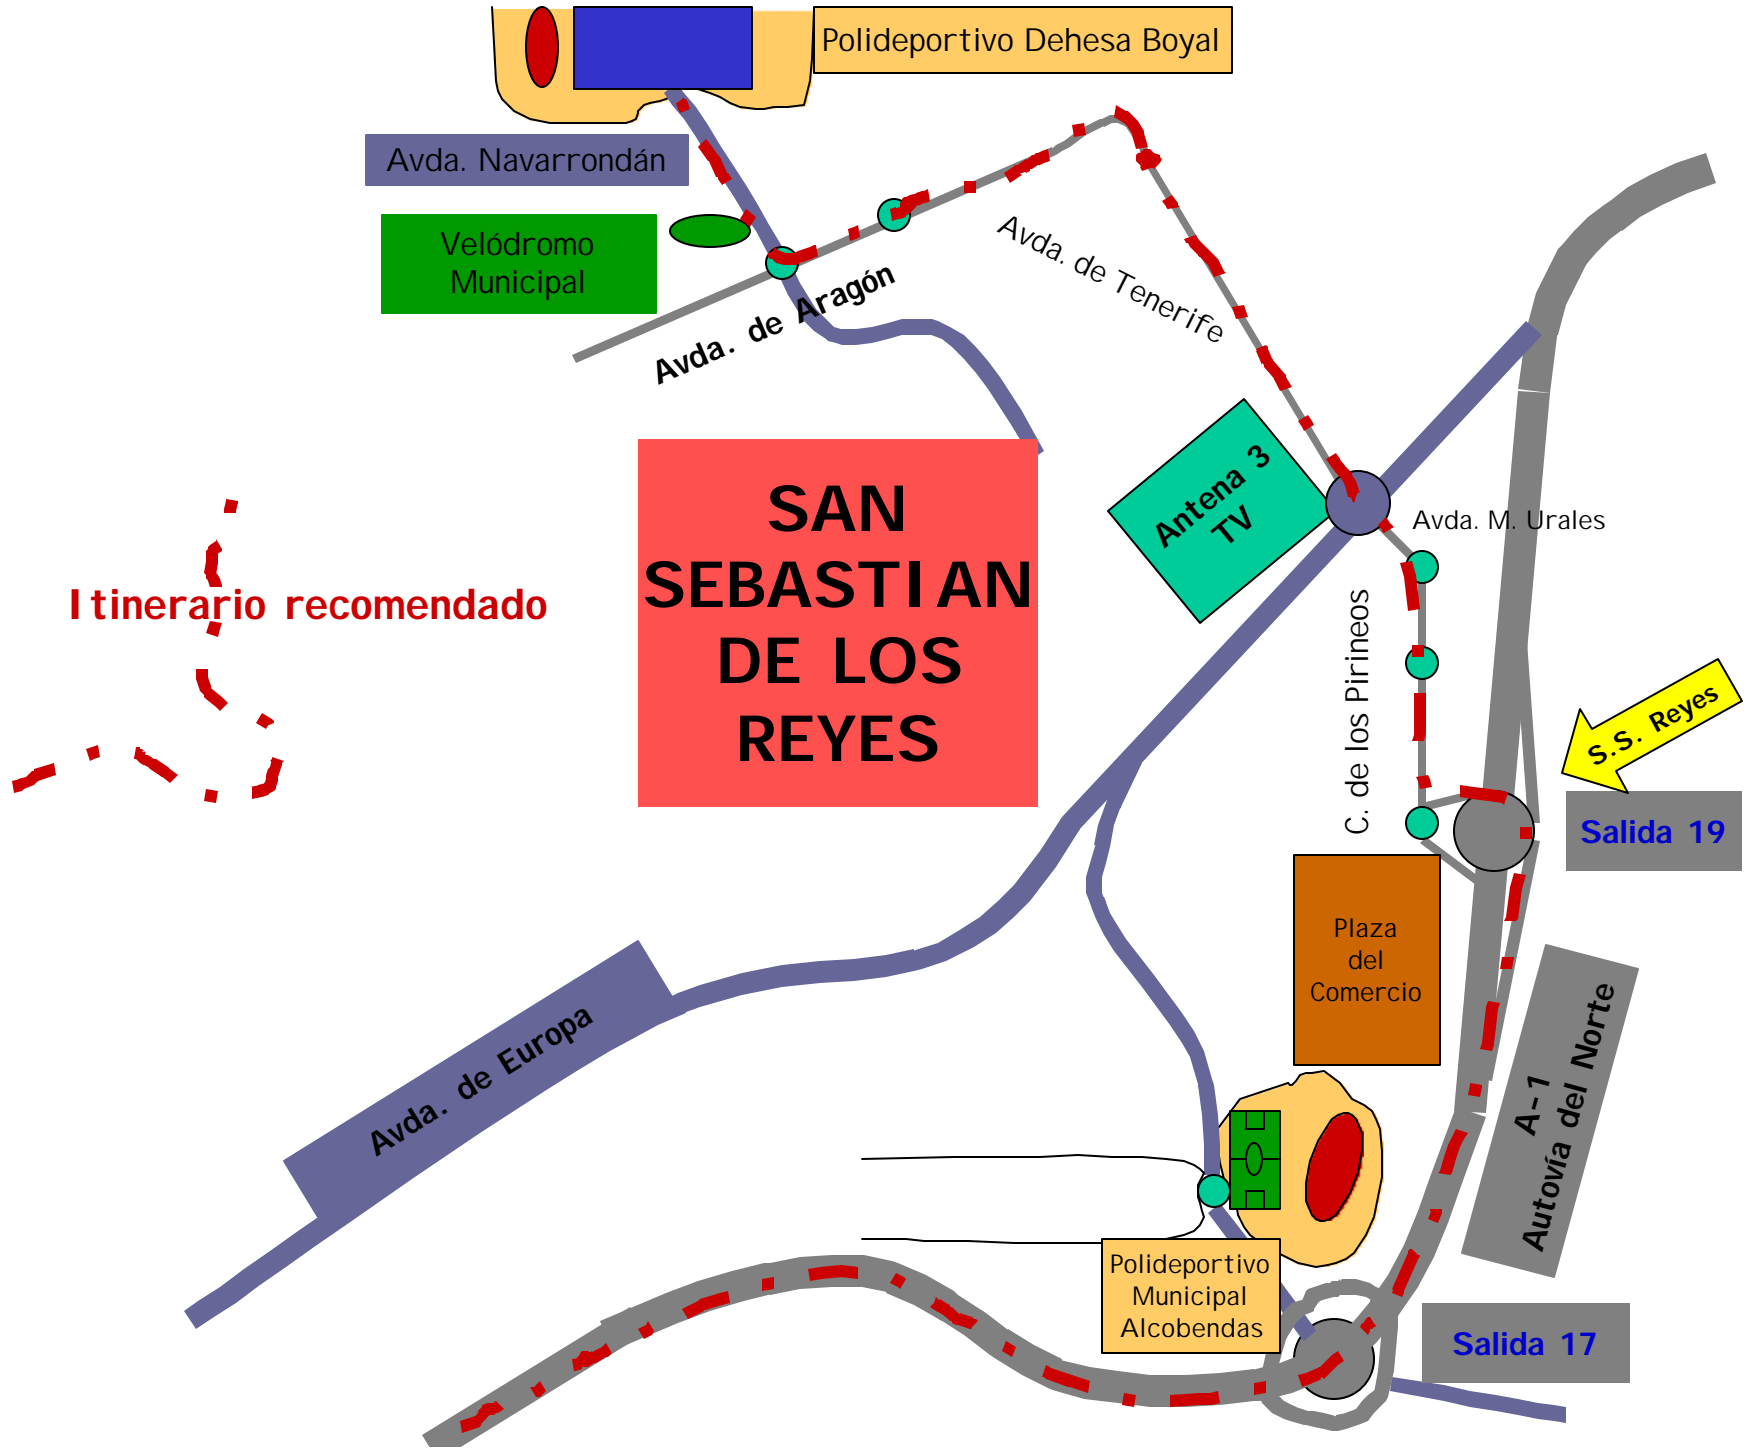 Polideportivo Dehesa Boyal
Avda. Navarrondán
Velódromo
Municipal
Avda. de Aragón
Avda. de Tenerife
Antena 3
TV
Avda. M. Urales
SAN
SEBASTIAN
DE LOS
REYES
Itinerario recomendado
C. de los Pirineos
S.S. Reyes
Salida 19
Plaza
del
Comercio
Avda. de Europa
A-1
Autovía del Norte
Polideportivo
Municipal
Alcobendas
Salida 17